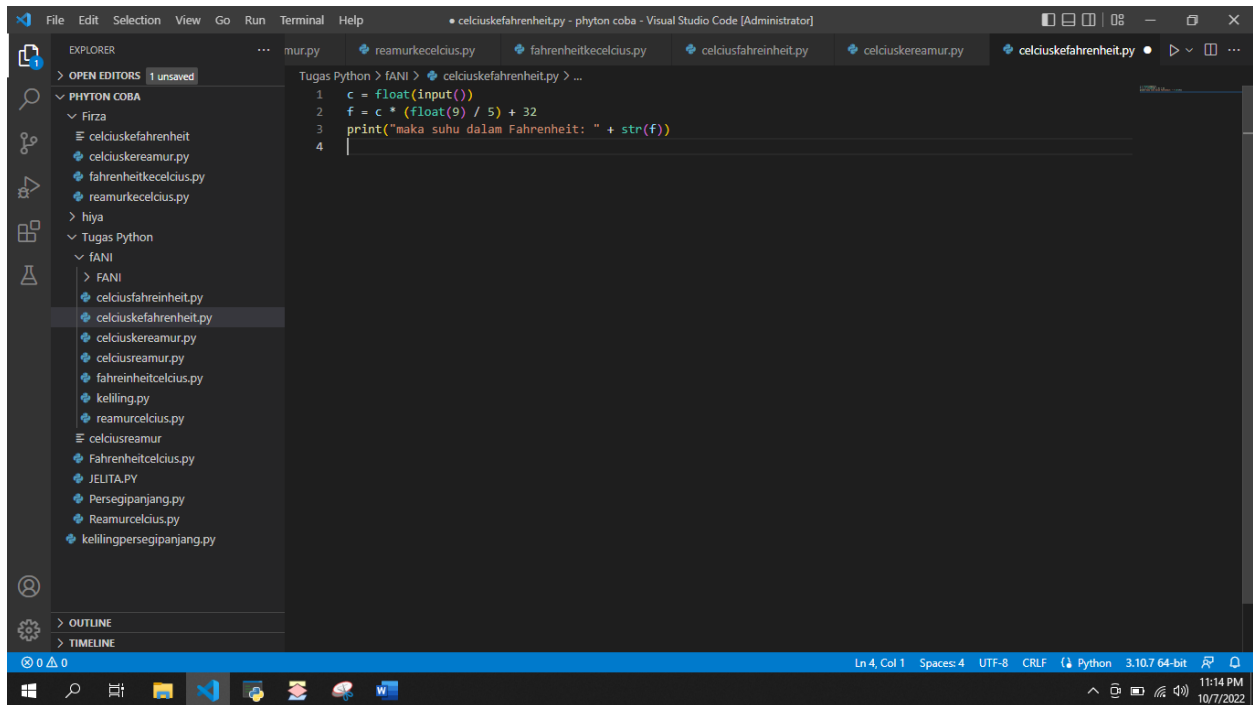 File Edit Selection View Go Run Terminal Help ● celciuskefahrenheit.py - phyton coba - Visual Studio Code [Administrator]
EXPLORER
mur.py reamurkecelcius.py fahrenheitkecelcius.py celciusfahreinheit.py celciuskereamur.py celciuskefahrenheit.py
1
OPEN EDITORS 1 unsaved
Tugas Python > fANI > celciuskefahrenheit.py > ...
PHYTON COBA
Firza
celciuskefahrenheit
celciuskereamur.py
fahrenheitkecelcius.py
reamurkecelcius.py
hiya
Tugas Python
fANI
FANI
celciusfahreinheit.py
celciuskefahrenheit.py
celciuskereamur.py
celciusreamur.py
fahreinheitcelcius.py
keliling.py
reamurcelcius.py
celciusreamur
Fahrenheitcelcius.py
JELITA.PY
Persegipanjang.py
Reamurcelcius.py
kelilingpersegipanjang.py
OUTLINE
TIMELINE
1 c = float(input())
2 f = c * (float(9) / 5) + 32
3 print("maka suhu dalam Fahrenheit: " + str(f))
4
0 0 Ln 4, Col 1 Spaces: 4 UTF-8 CRLF Python 3.10.7 64-bit
W
11:14 PM
10/7/2022